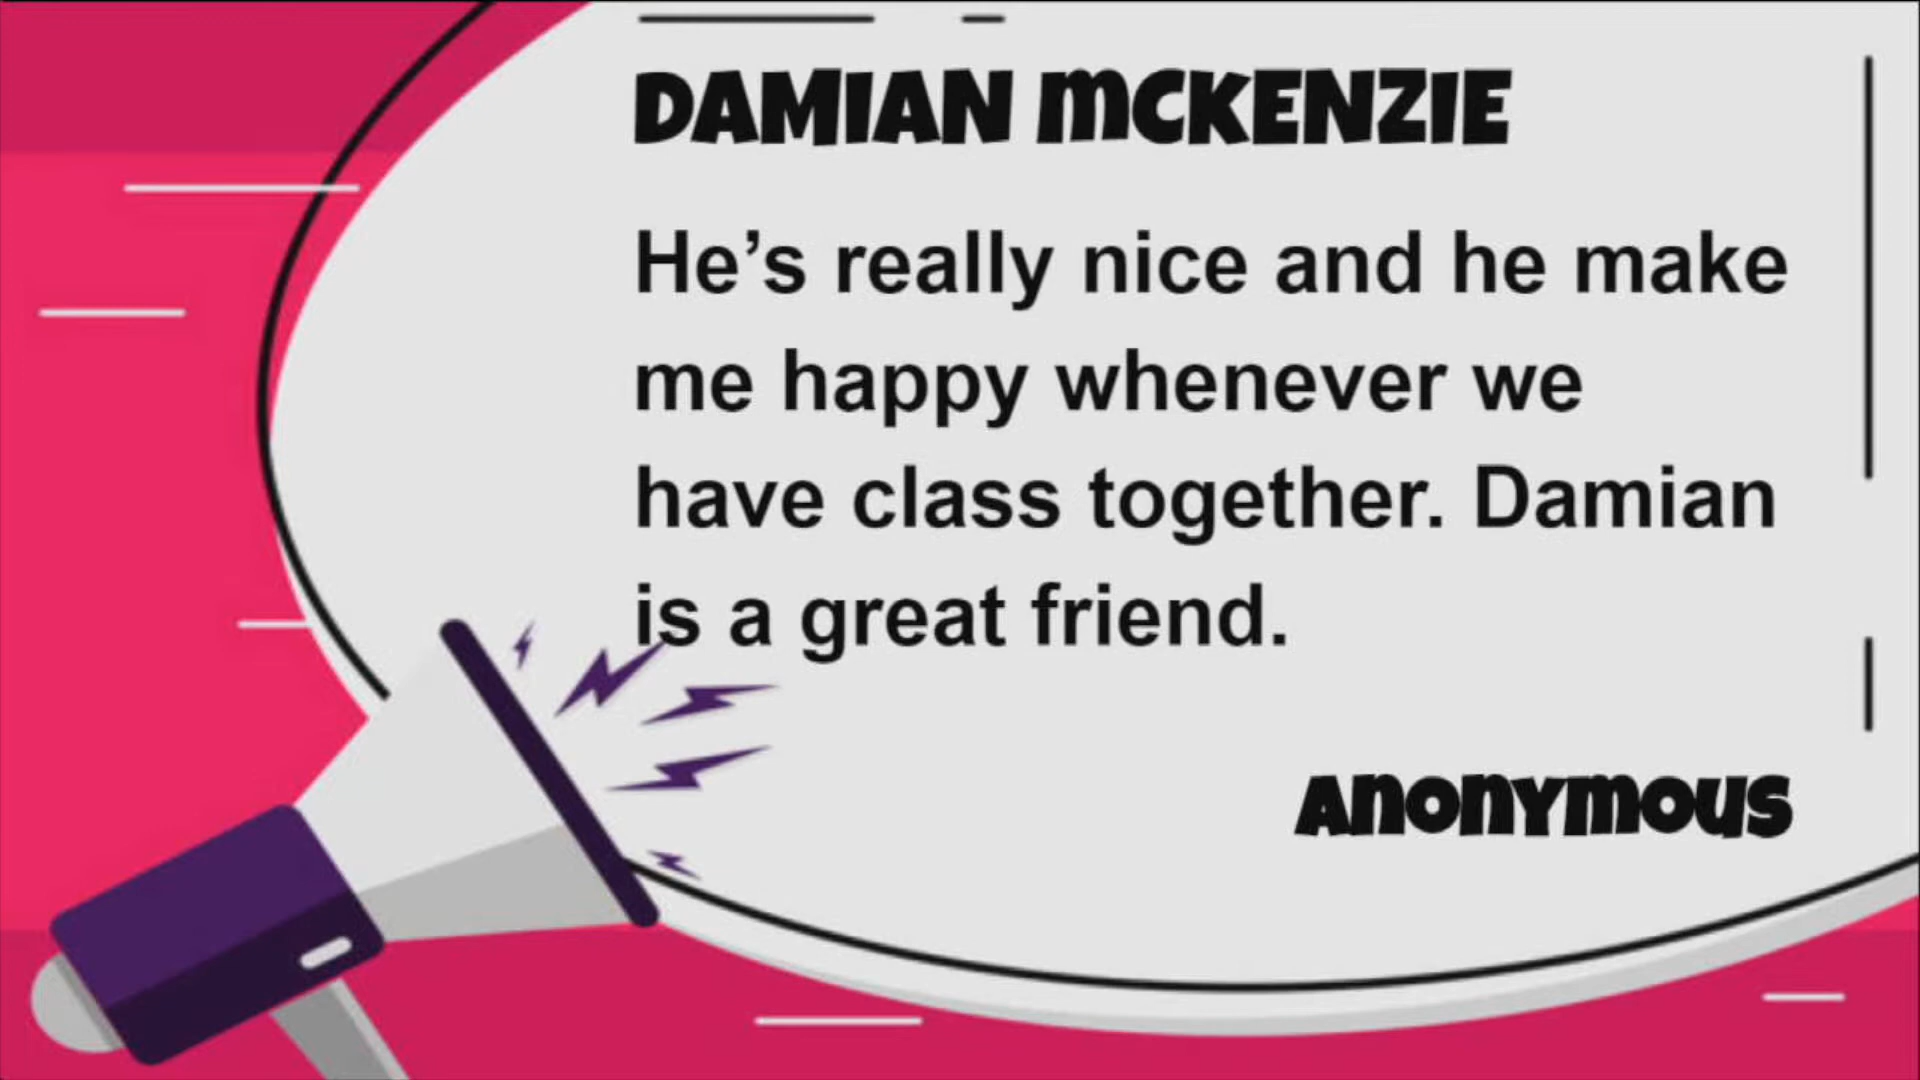 DAMIAN MCKENZIE
He’s really nice and he make
me happy whenever we
have class together. Damian
is a great friend.
Anonymous